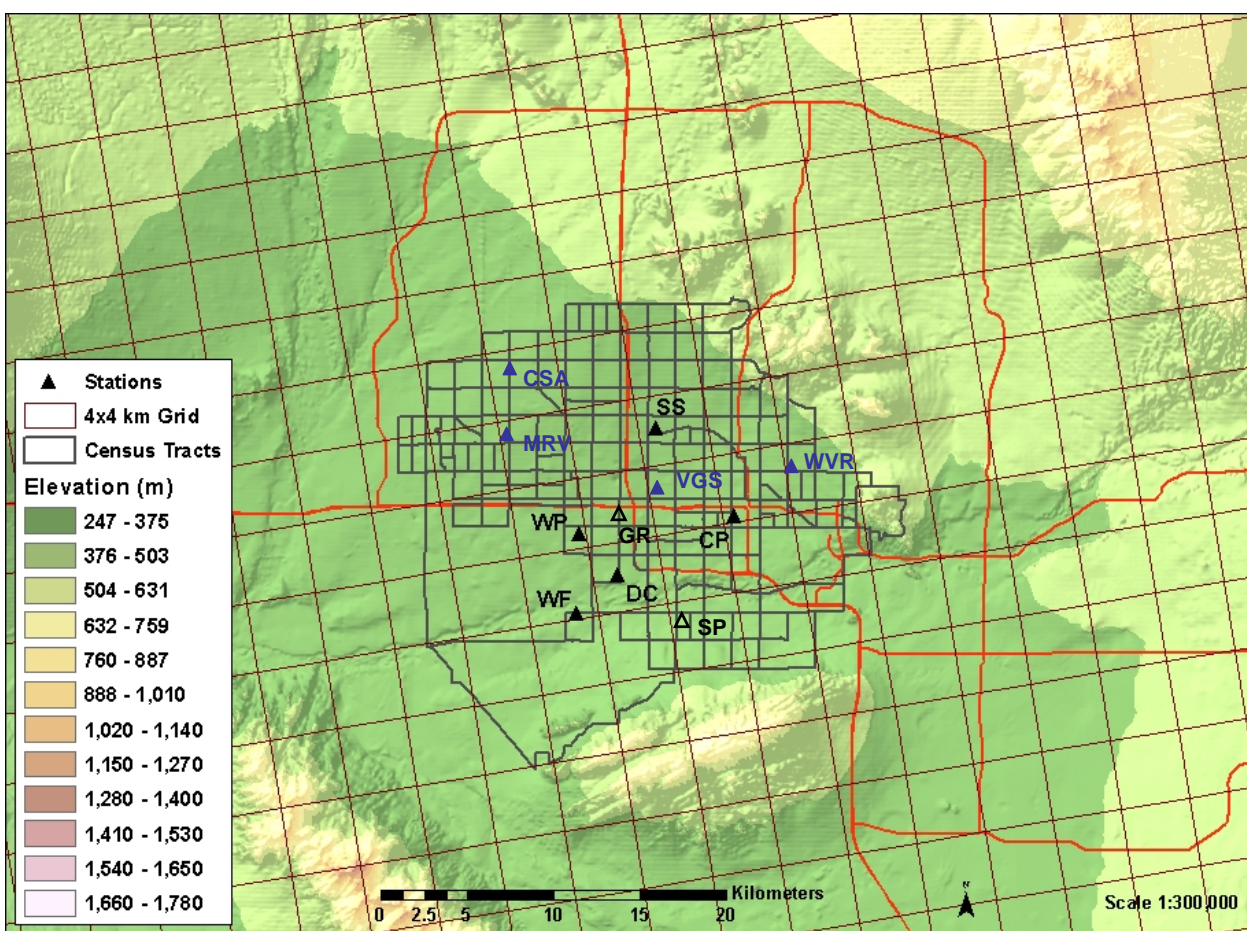 CSA
SS
MRV
WVR
VGS
WP
GR
CP
DC
WF
SP
Stations
4x4 km Grid
Census Tracts
Elevation (m)
247 - 375
376 - 503
504 - 631
632 - 759
760 - 887
888 - 1,010
1,020 - 1,140
1,150 - 1,270
1,280 - 1,400
1,410 - 1,530
1,540 - 1,650
1,660 - 1,780
Kilometers
0 2.5 5 10 15 20
N
Scale 1:300,000